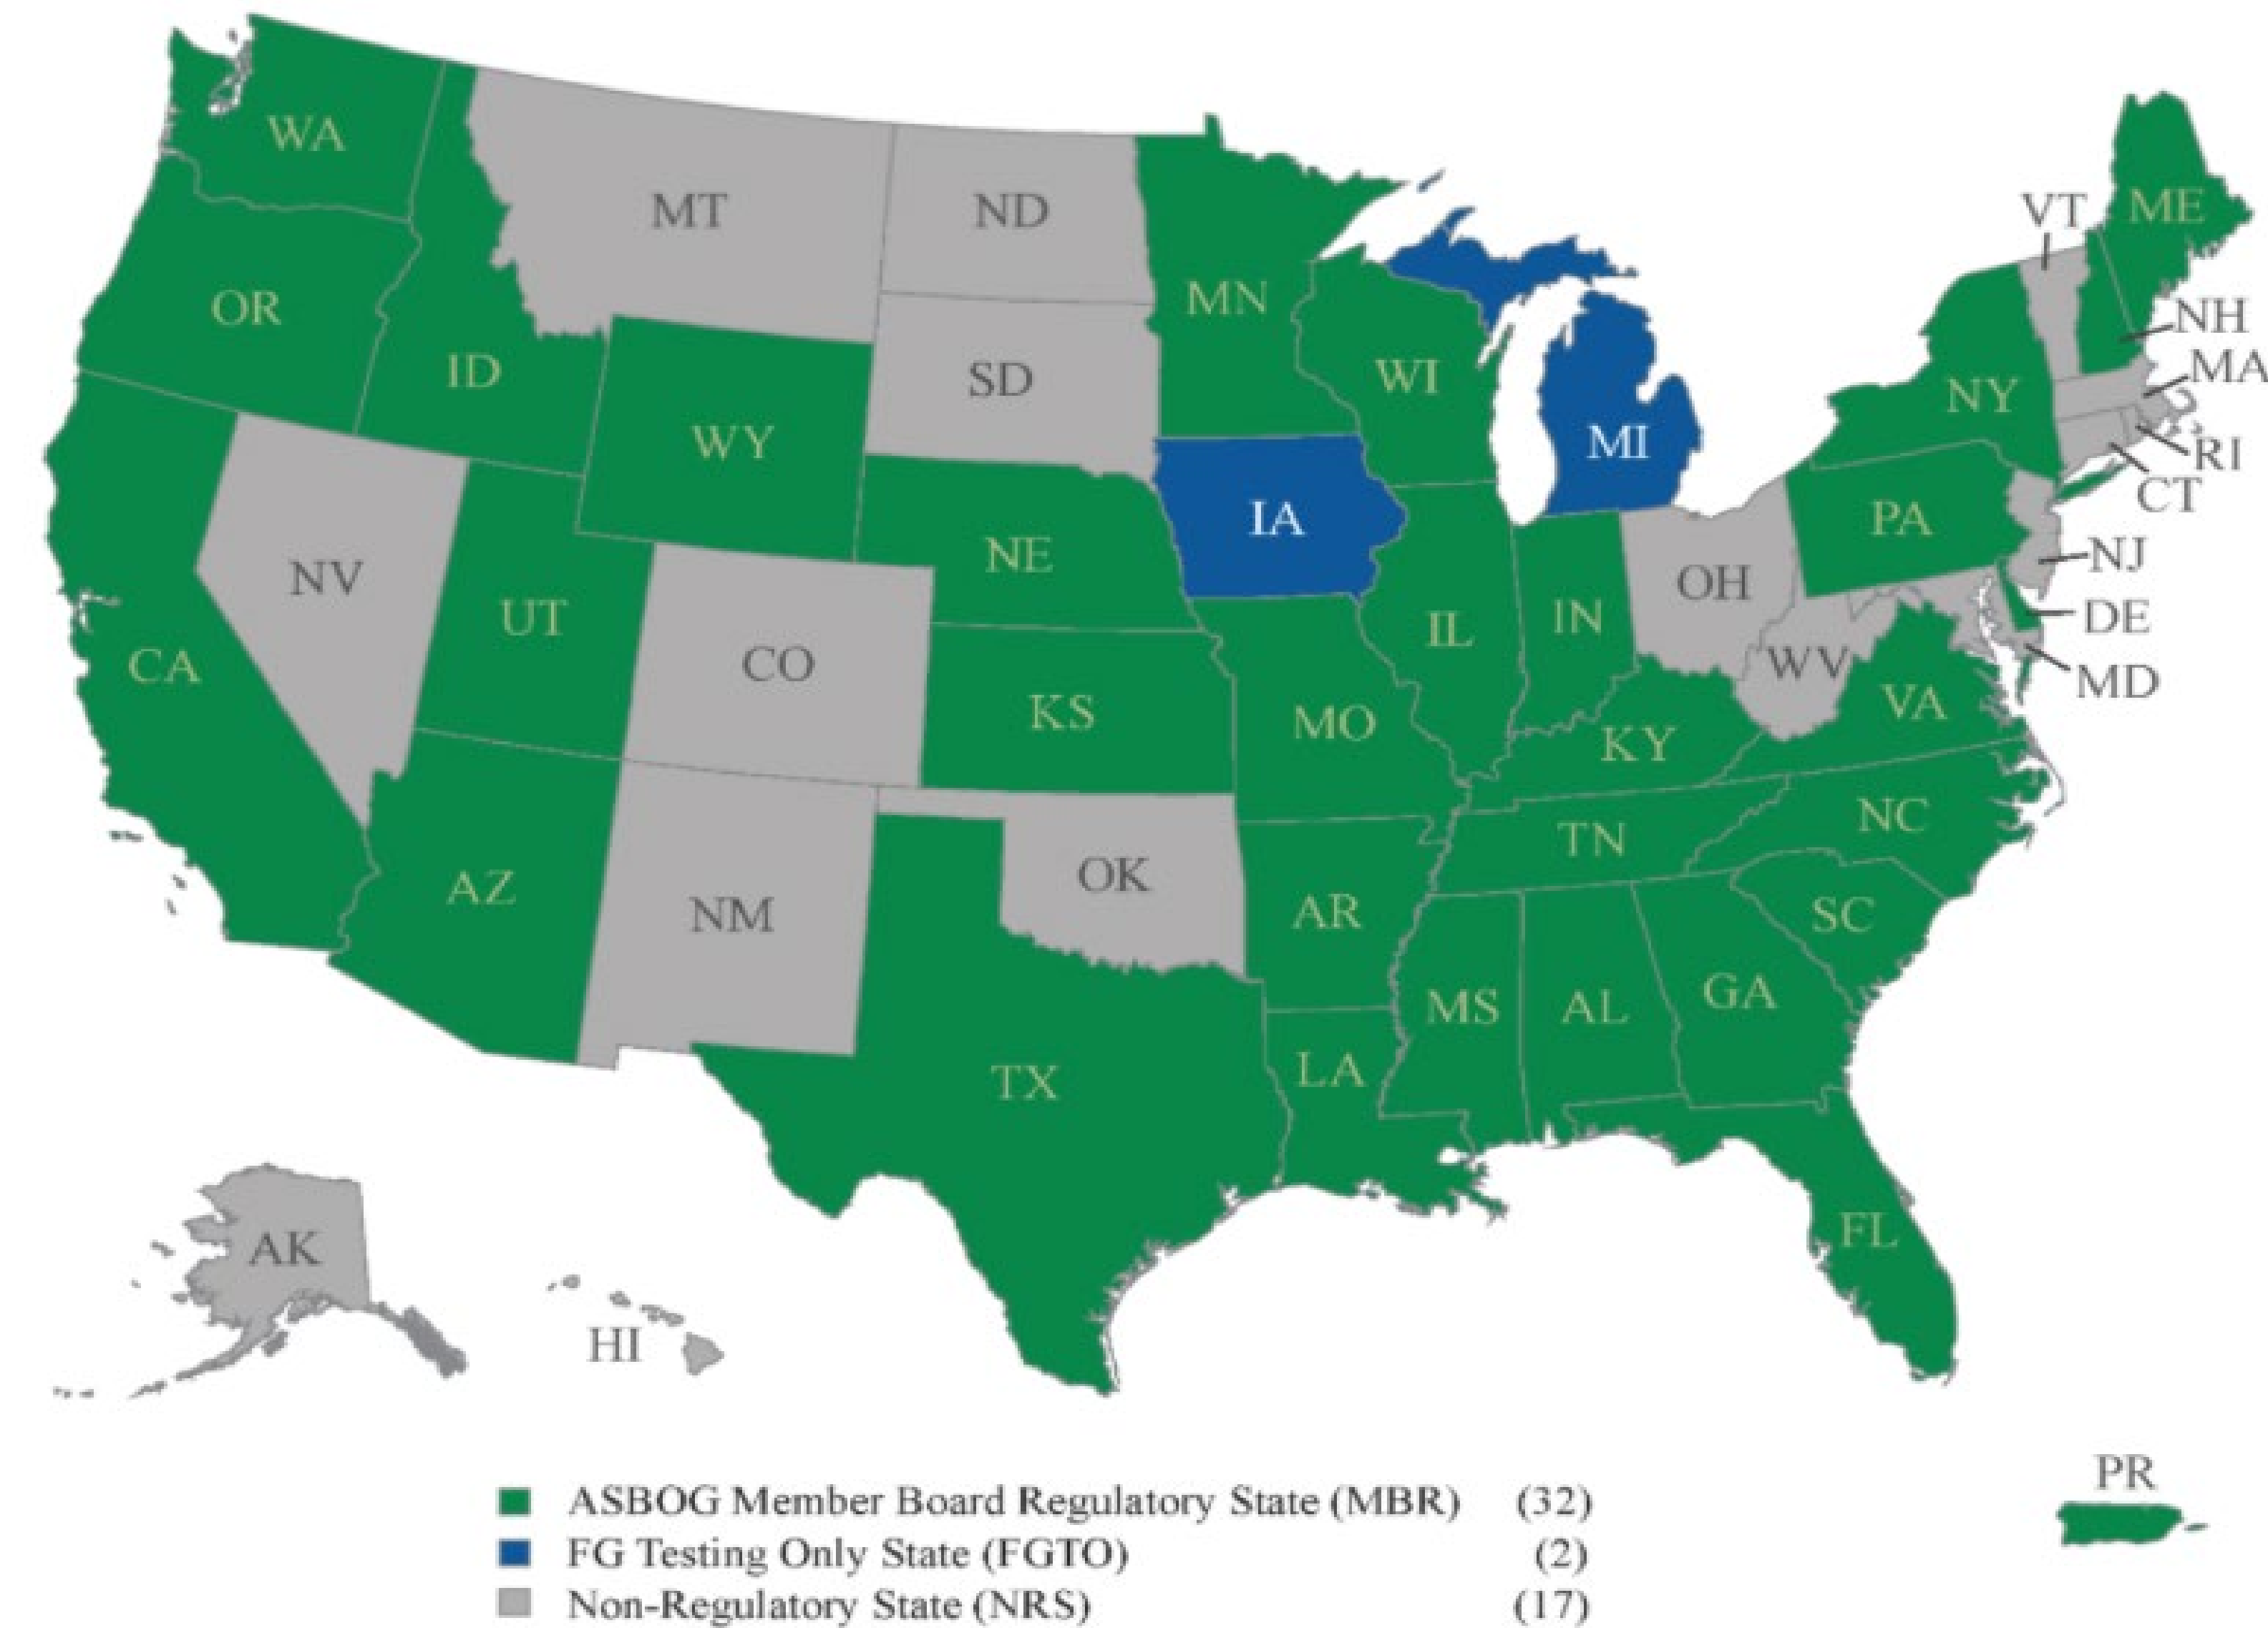 WA
MT
ND
VT
ME
OR
MN
NH
ID
SD
WI
MA
NY
WY
MI
RI
CT
IA
PA
NE
NJ
NV
OH
UT
IN
DE
IL
CO
WV
CA
MD
KS
VA
MO
KY
NC
TN
OK
AZ
AR
NM
SC
GA
MS
AL
LA
TX
FL
AK
HI
PR
ASBOG Member Board Regulatory State (MBR) (32)
FG Testing Only State (FGTO) (2)
Non-Regulatory State (NRS) (17)